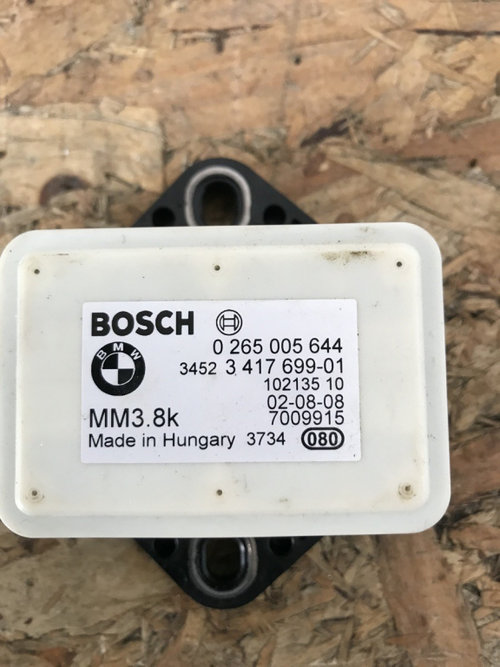 BOSCH
0 265 005 644
BMW
3452 3 417 699-01
102135 10
02-08-08
MM3.8k 7009915
Made in Hungary 3734 080